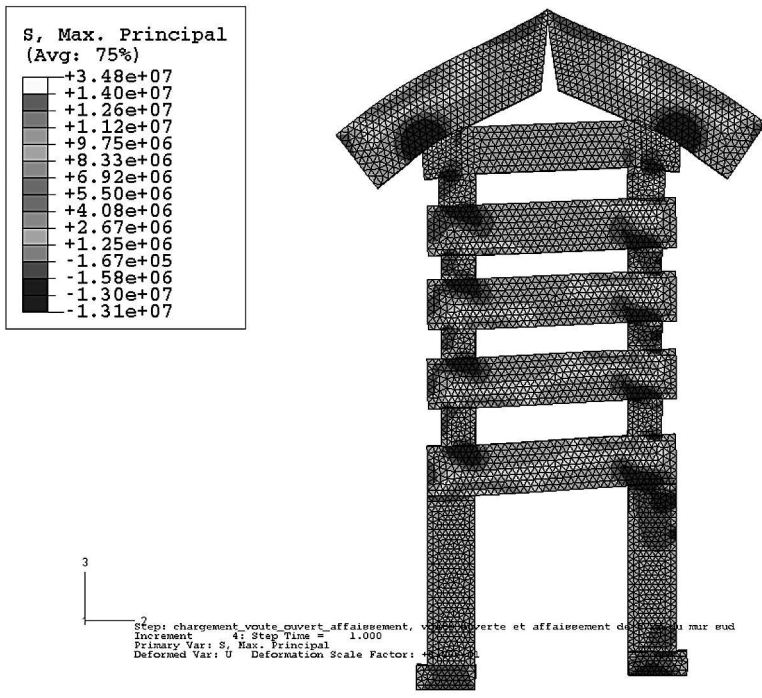 S, Max. Principal
(Avg: 75%)
+3.48e+07
+1.40e+07
+1.26e+07
+1.12e+07
+9.75e+06
+8.33e+06
+6.92e+06
+5.50e+06
+4.08e+06
+2.67e+06
+1.25e+06
-1.67e+05
-1.58e+06
-1.30e+07
-1.31e+07
3
2
Step: chargement_voute_ouvert_affaissement, et affaissement mur sud
Increment 4: Step Time = 1.000
Primary Var: S, Max. Principal
Deformed Var: U Deformation Scale Factor: